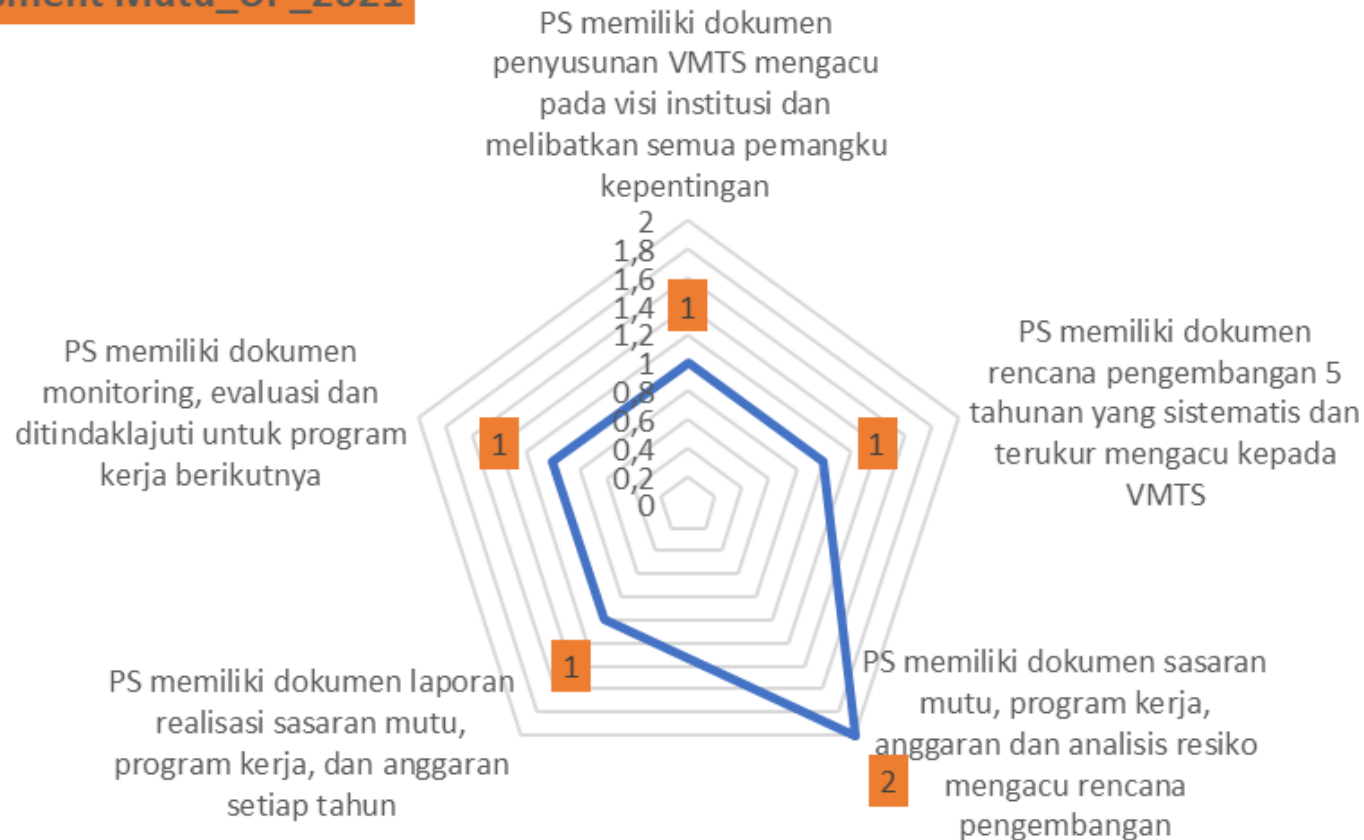 PS memiliki dokumen
penyusunan VMTS mengacu
pada visi institusi dan
melibatkan semua pemangku
kepentingan
2
1,8
1,6
1,4
1,2
1
0,8
0,6
0,4
0,2
0
1
1
2
1
1
PS memiliki dokumen
rencana pengembangan 5
tahunan yang sistematis dan
terukur mengacu kepada
VMTS
PS memiliki dokumen sasaran
mutu, program kerja,
anggaran dan analisis resiko
mengacu rencana
pengembangan
PS memiliki dokumen laporan
realisasi sasaran mutu,
program kerja, dan anggaran
setiap tahun
PS memiliki dokumen
monitoring, evaluasi dan
ditindaklajuti untuk program
kerja berikutnya